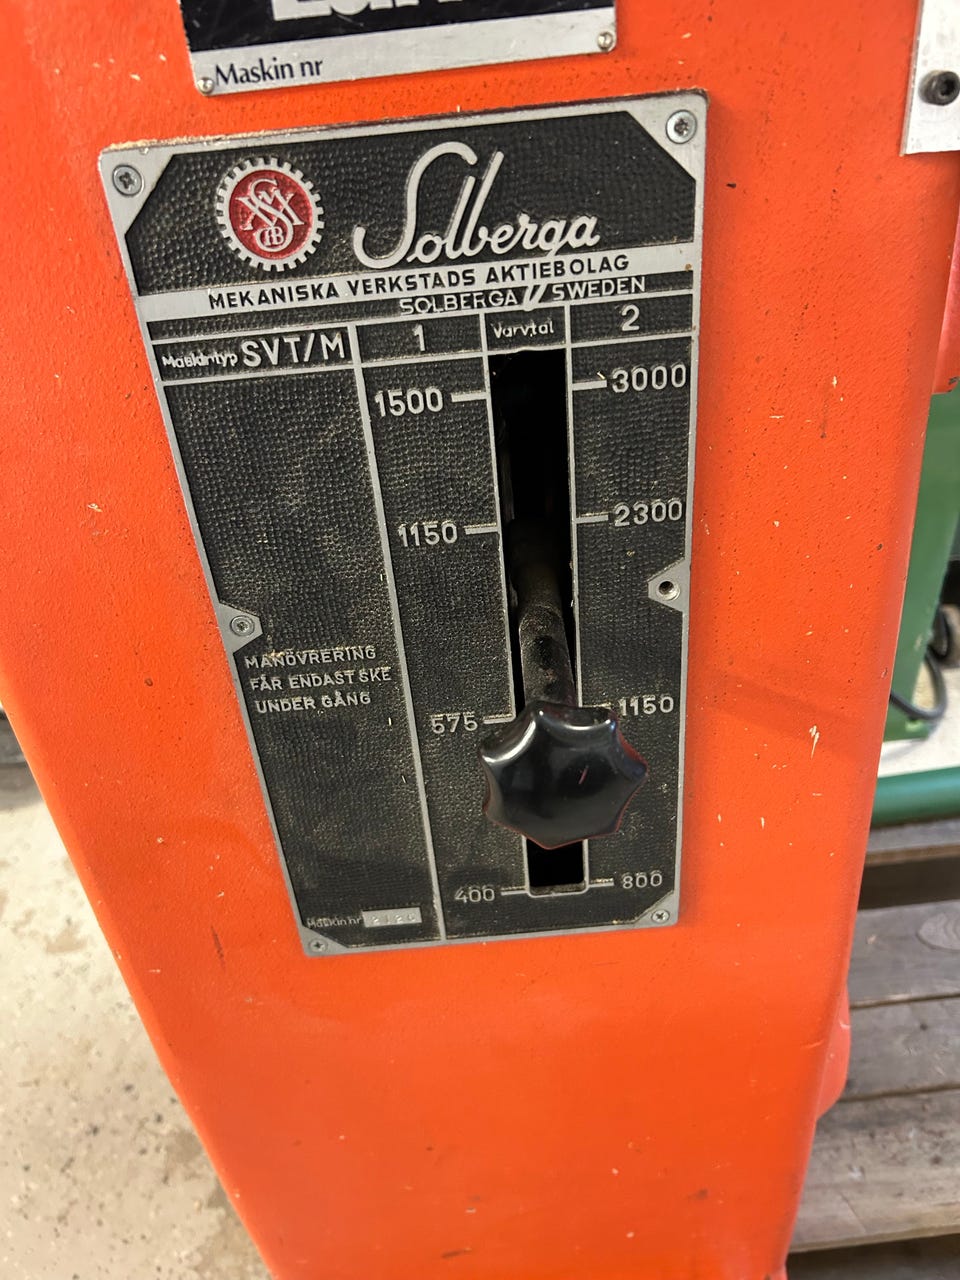 Maskin nr
Solberga
MEKANISKA VERKSTADS AKTIEBOLAG
SOLBERGA SWEDEN
Maskintyp SVT/M
1 Varvtal 2
1500 3000
1150 2300
MANÖVRERING
FÅR ENDAST SKE
UNDER GÅNG
575 1150
400 800
Maskin nr